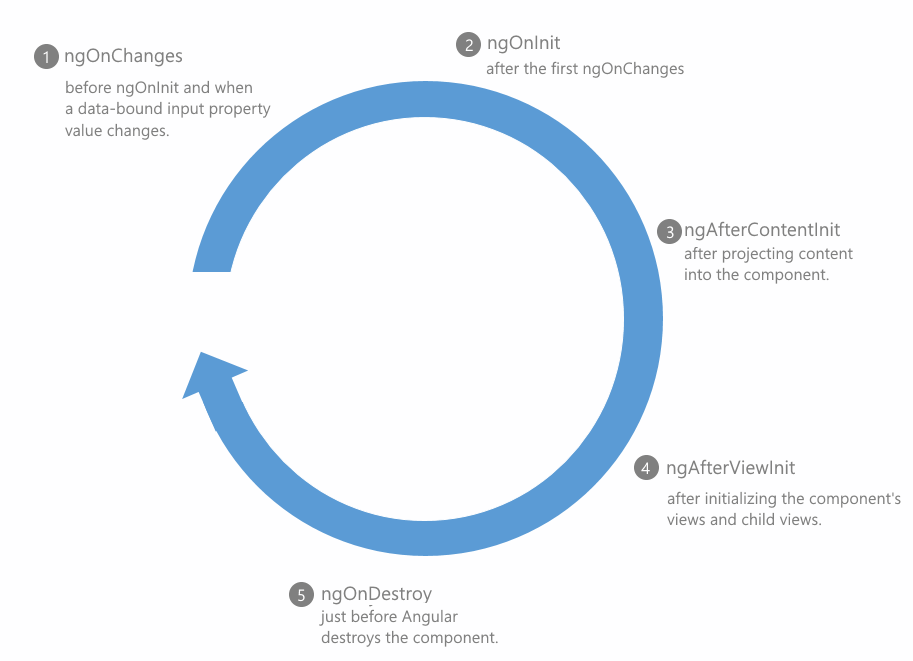 1 ngOnChanges
before ngOnInit and when
a data-bound input property
value changes.
2 ngOnInit
after the first ngOnChanges
3 ngAfterContentInit
after projecting content
into the component.
4 ngAfterViewInit
after initializing the component's
views and child views.
5 ngOnDestroy
just before Angular
destroys the component.